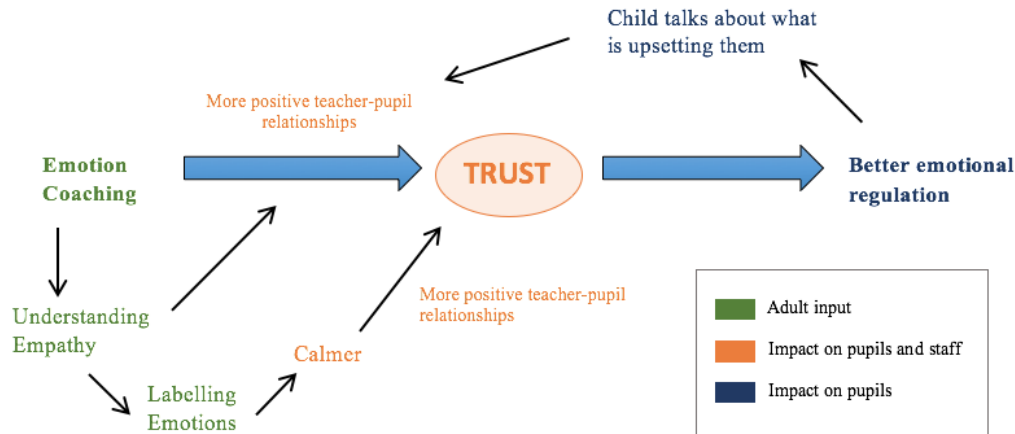 Child talks about what
is upsetting them
More positive teacher-pupil
relationships
Emotion
Coaching
TRUST
Better emotional
regulation
Understanding
Empathy
More positive teacher-pupil
relationships
Calmer
Labelling
Emotions
Adult input
Impact on pupils and staff
Impact on pupils